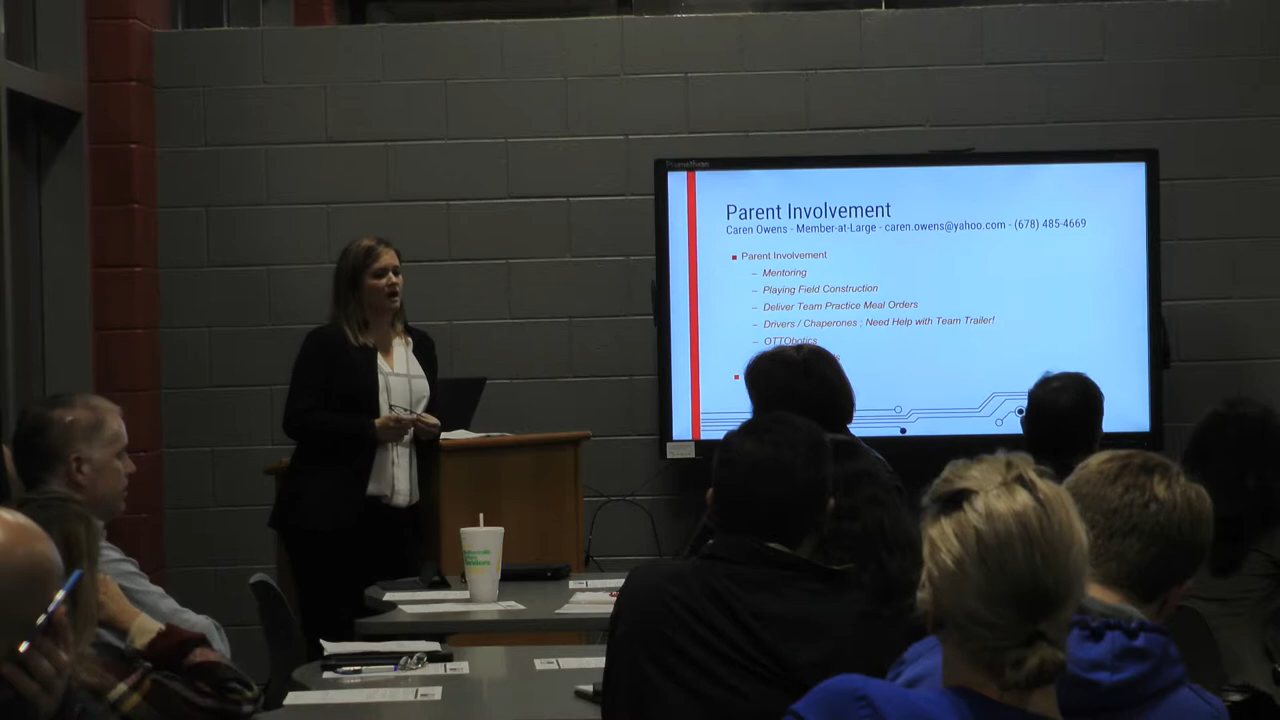 Promethean
Parent Involvement
Caren Owens - Member-at-Large - caren.owens@yahoo.com - (678) 485-4669
Parent Involvement
– Mentoring
– Playing Field Construction
– Deliver Team Practice Meal Orders
– Drivers / Chaperones ; Need Help with Team Trailer!
– OTTObotics